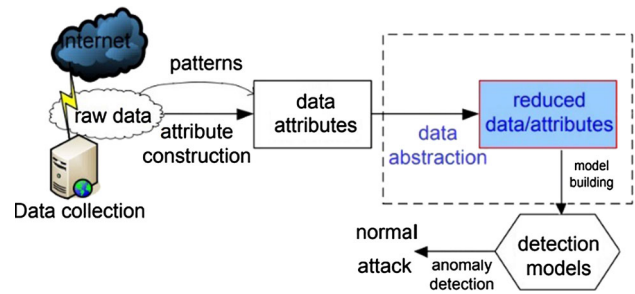 Internet
patterns
raw data
attribute
construction
Data collection
data
attributes
data
abstraction
reduced
data/attributes
model
building
detection
models
anomaly
detection
normal
attack